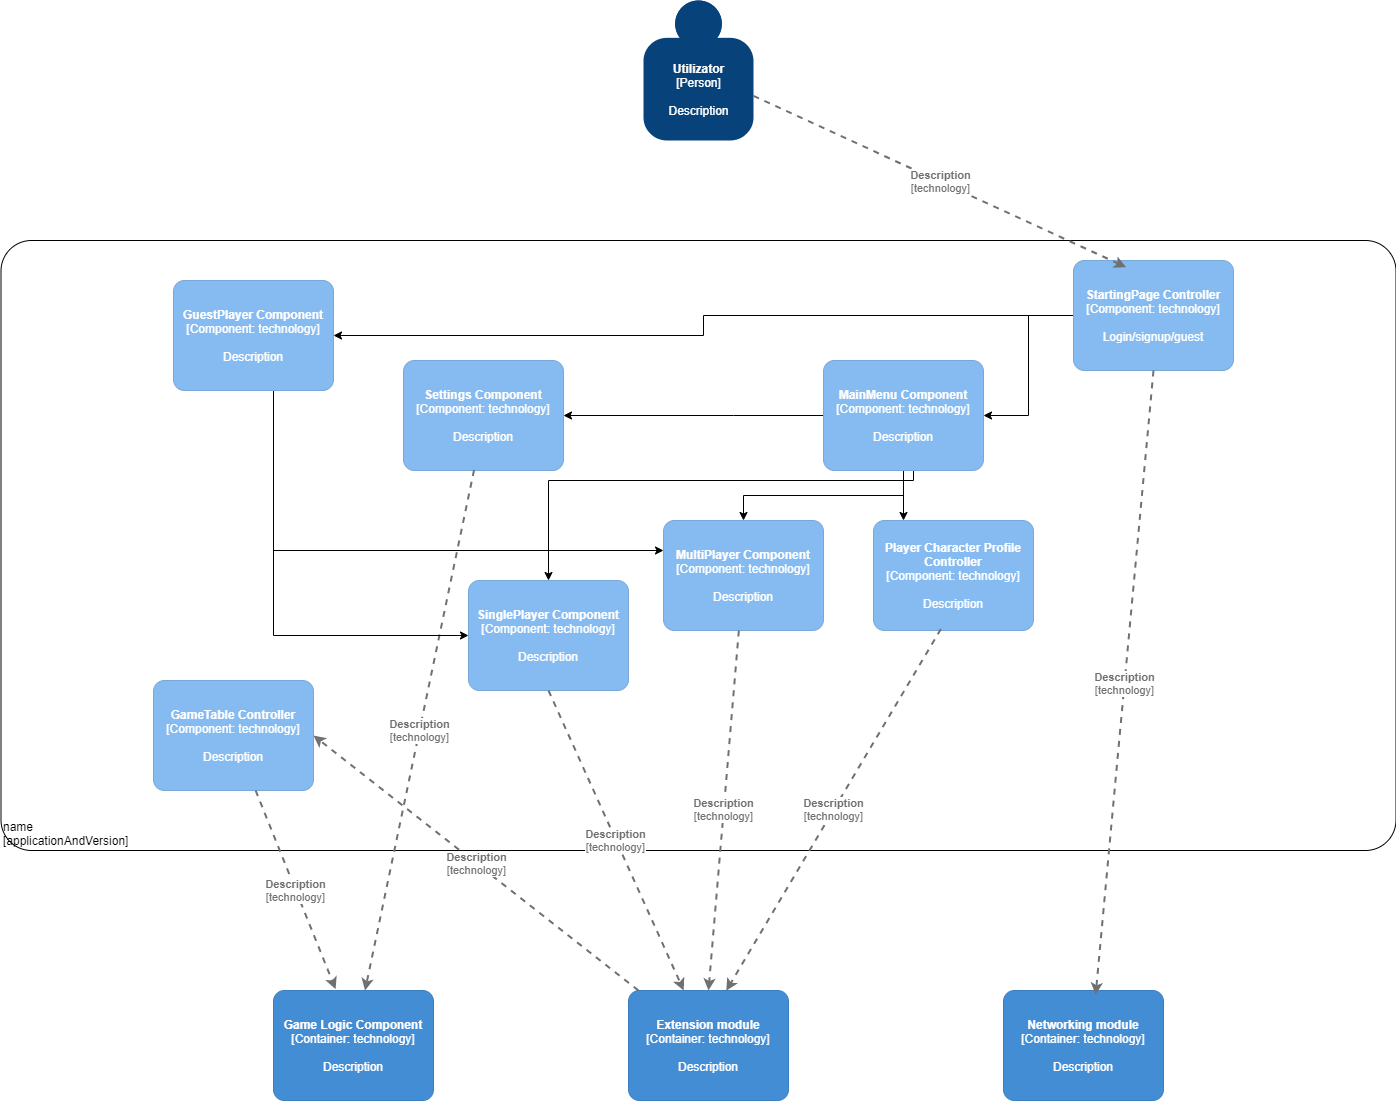 Utilizator
[Person]
Description
Description
[technology]
StartingPage Controller
[Component: technology]
Login/signup/guest
GuestPlayer Component
[Component: technology]
Description
Settings Component
[Component: technology]
Description
MainMenu Component
[Component: technology]
Description
MultiPlayer Component
[Component: technology]
Description
Player Character Profile
Controller
[Component: technology]
Description
SinglePlayer Component
[Component: technology]
Description
GameTable Controller
[Component: technology]
Description
Description
[technology]
Description
[technology]
Description
[technology]
Description
[technology]
Description
[technology]
name
[applicationAndVersion]
Description
[technology]
Description
[technology]
Game Logic Component
[Container: technology]
Description
Extension module
[Container: technology]
Description
Networking module
[Container: technology]
Description